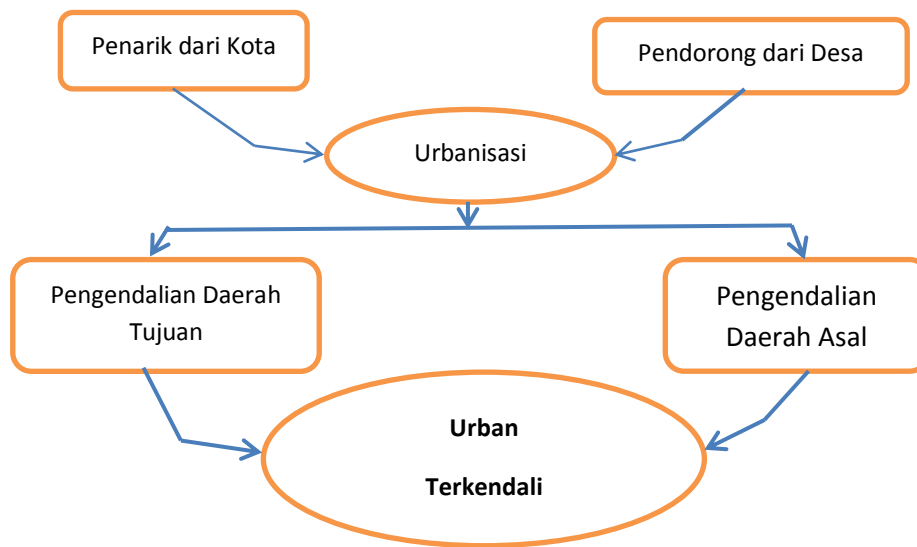 Penarik dari Kota
Pendorong dari Desa
Urbanisasi
Pengendalian Daerah
Tujuan
Pengendalian
Daerah Asal
Urban
Terkendali